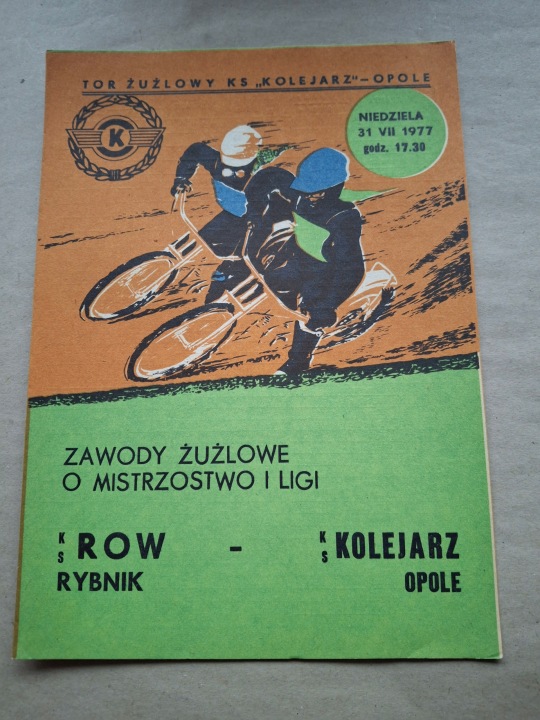 TOR ŻUŻLOWY KS „KOLEJARZ"—OPOLE
K
NIEDZIELA
31 VII 1977
godz. 17.30
ZAWODY ŻUŻLOWE
O MISTRZOSTWO I LIGI
KS ROW - KS KOLEJARZ
RYBNIK OPOLE